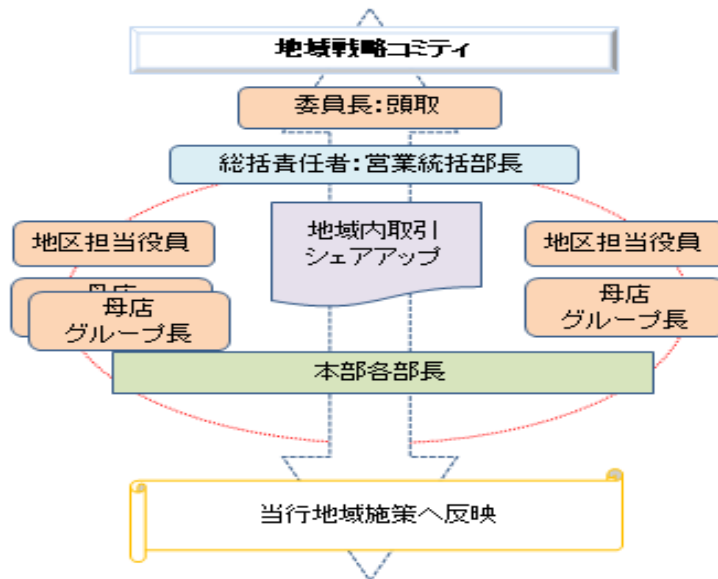 地域戦略コミティ
委員長:頭取
総括責任者:営業統括部長
地区担当役員
地域内取引
シェアアップ
地区担当役員
母店
母店
グループ長
母店
グループ長
本部各部長
当行地域施策へ反映